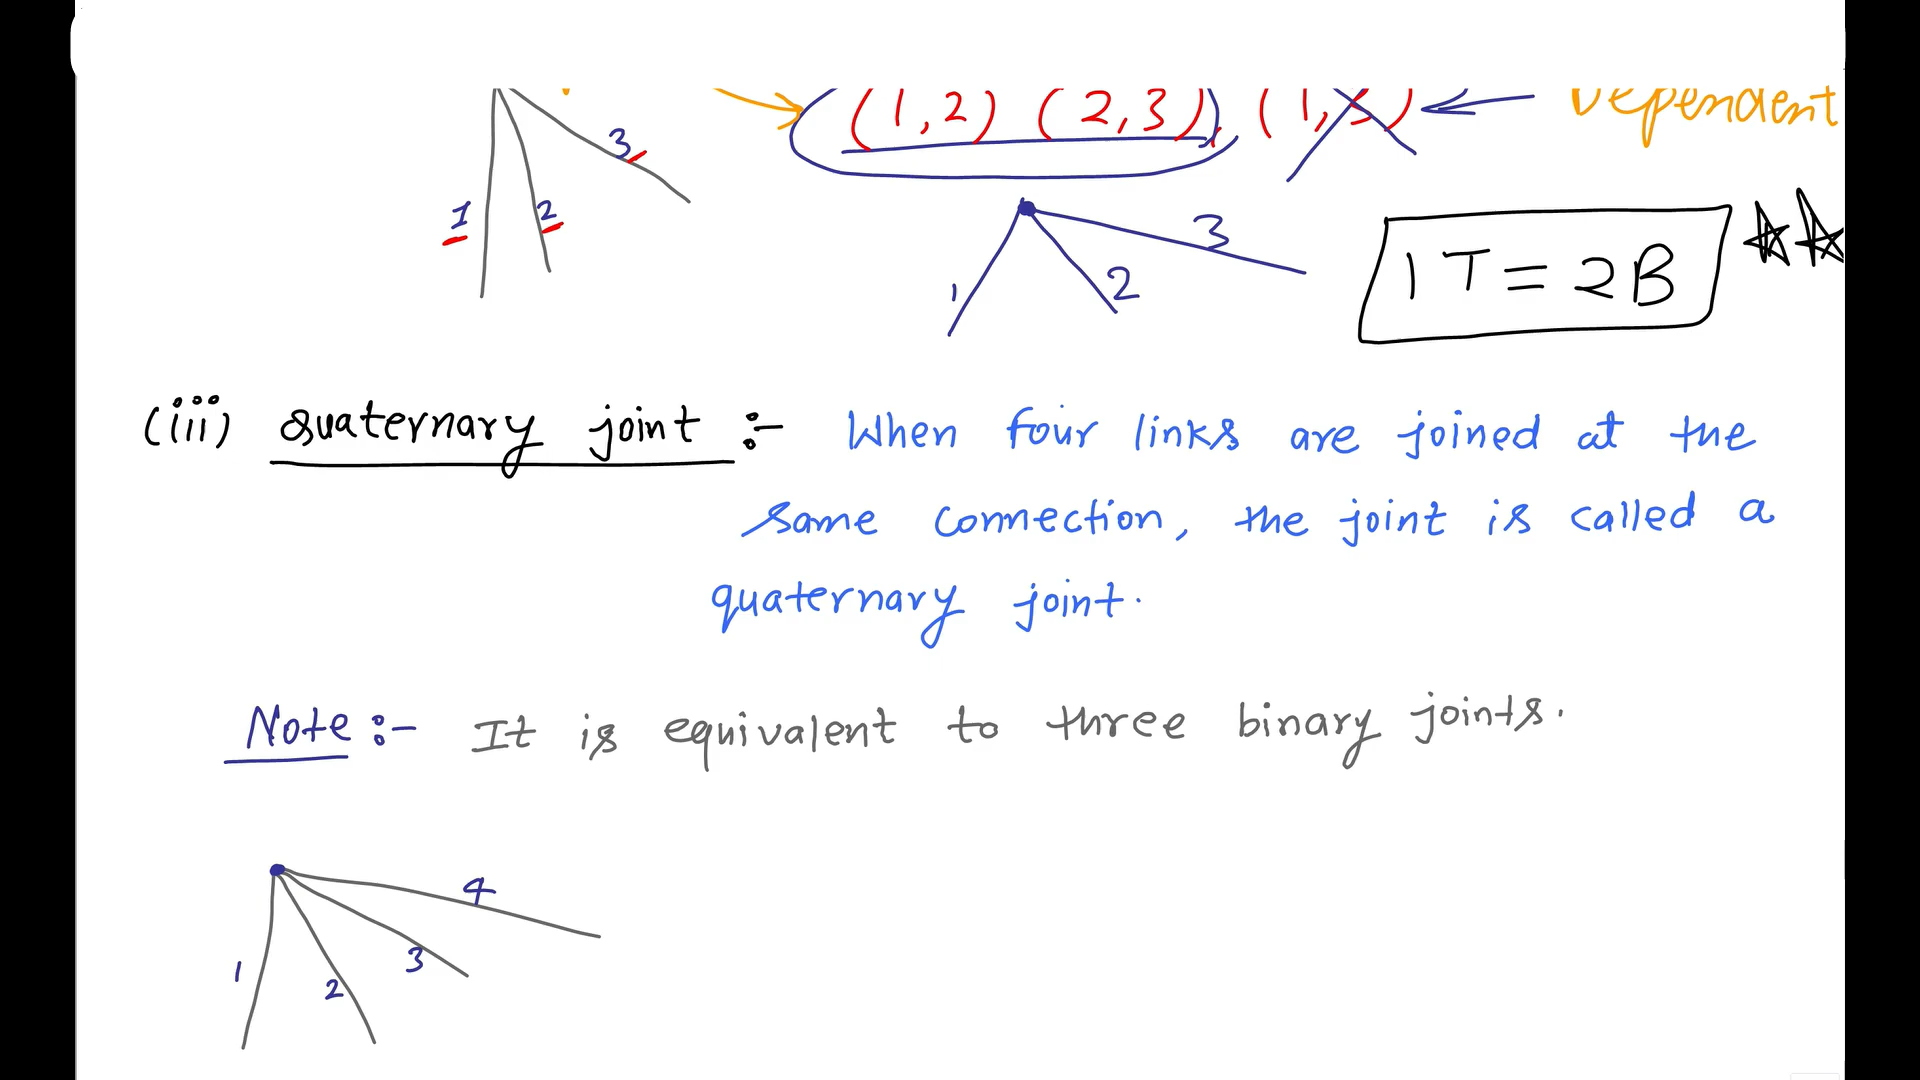 (1,2) (2,3), (1,3) Dependent
3
1 2
3
1 2
1 T = 2B
(iii) quaternary joint :- When four links are joined at the
same connection, the joint is called a
quaternary joint.
Note :- It is equivalent to three binary joints.
4
1 2 3